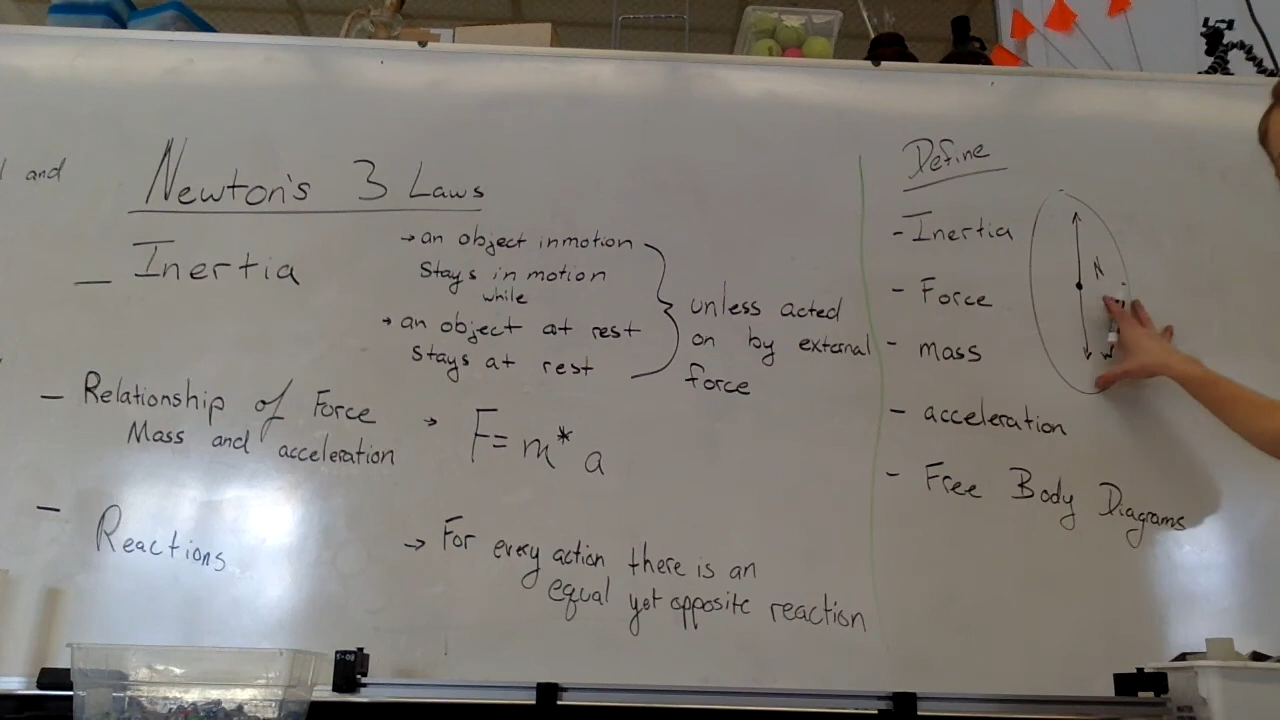 and
Newton's 3 Laws
— Inertia
→ an object inmotion
stays in motion
while
→ an object at rest
stays at rest
unless acted
on by external
force
— Relationship of Force
Mass and acceleration
→ F = m * a
— Reactions
→ For every action there is an
equal yet opposite reaction
Define
- Inertia
- Force
- mass
- acceleration
- Free Body Diagrams
N